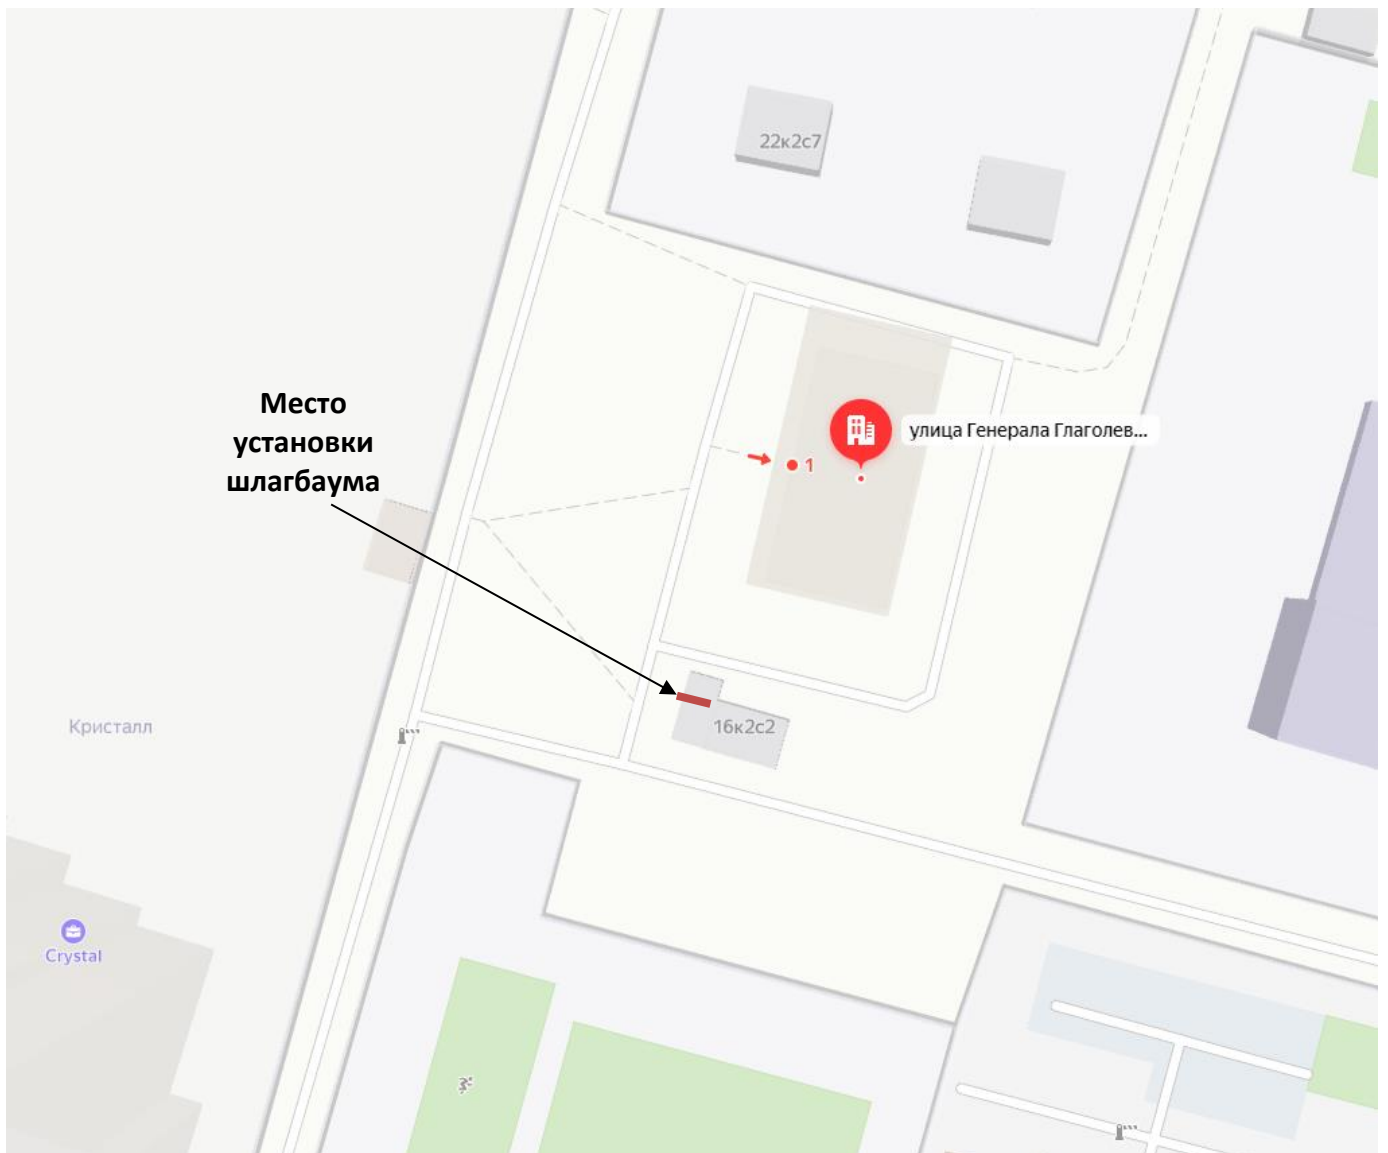 22к2с7
Место
установки
шлагбаума
улица Генерала Глаголев...
1
16к2с2
Кристалл
Crystal